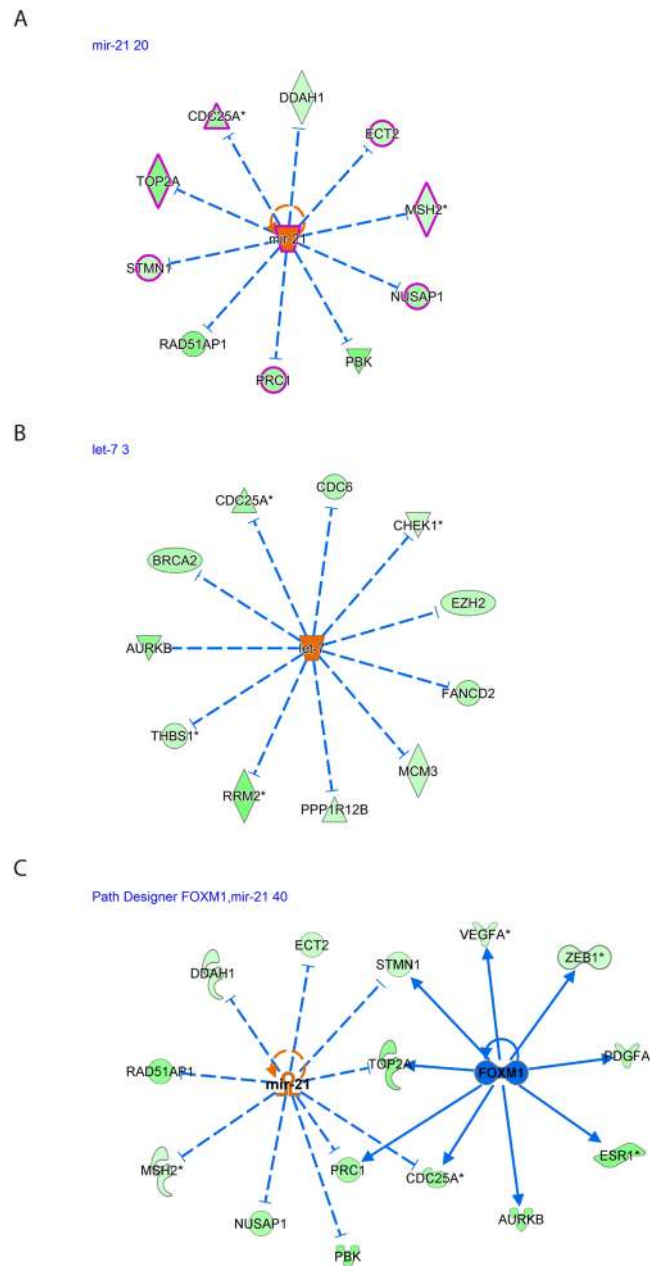 A
mir-21 20
DDAH1
CDC25A*
ECT2
TOP2A
MSH2*
mir-21
STMN1
NUSAP1
RAD51AP1
PBK
PRC1
B
let-7 3
CDC6
CDC25A*
CHEK1*
BRCA2
EZH2
AURKB
let-7
FANCD2
THBS1*
MCM3
RRM2*
PPP1R12B
C
Path Designer FOXM1,mir-21 40
VEGFA*
ECT2
STMN1
ZEB1*
DDAH1
RAD51AP1
TOP2A
FOXM1
PDGFA
mir-21
MSH2*
PRC1
CDC25A*
ESR1*
NUSAP1
AURKB
PBK